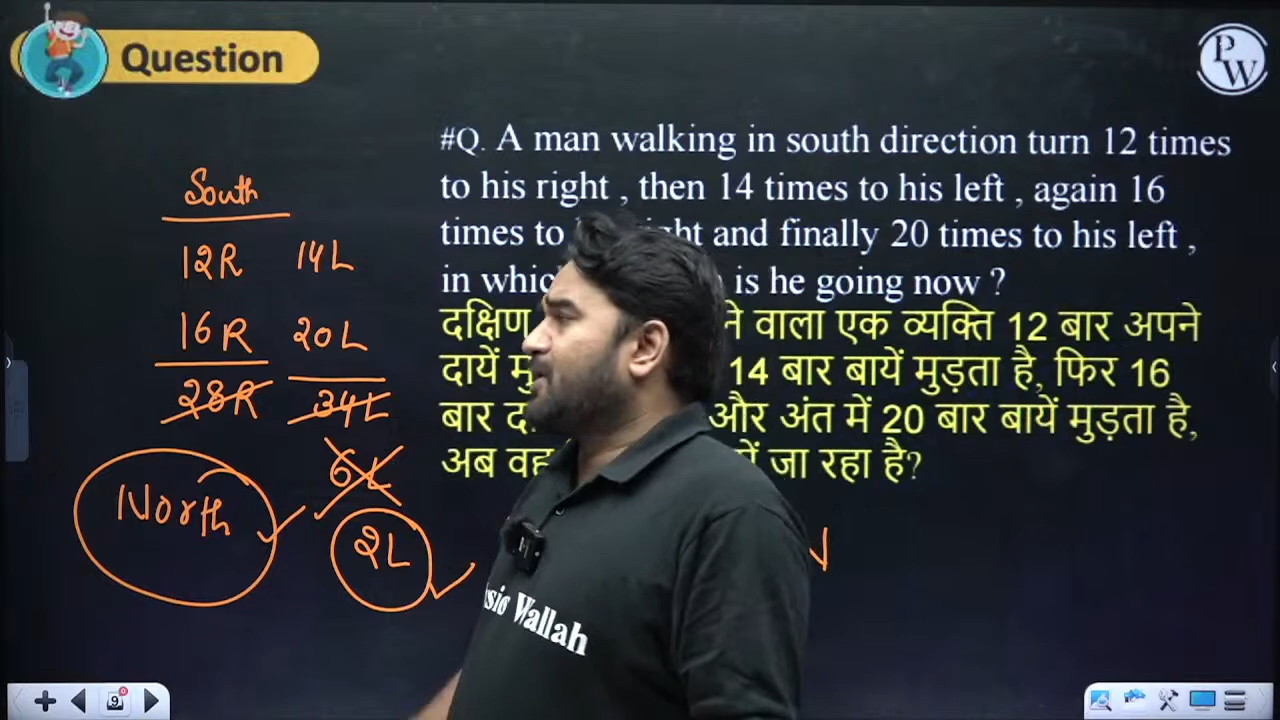 Question
PW
#Q. A man walking in south direction turn 12 times
to his right , then 14 times to his left , again 16
times to ght and finally 20 times to his left ,
in which is he going now ?
दक्षिण ने वाला एक व्यक्ति 12 बार अपने
दायें मु 14 बार बायें मुड़ता है, फिर 16
बार द और अंत में 20 बार बायें मुड़ता है,
अब वह जा रहा है?
South
12R 14L
16R 20L
28R 34L
6L
North
2L
Wallah
9